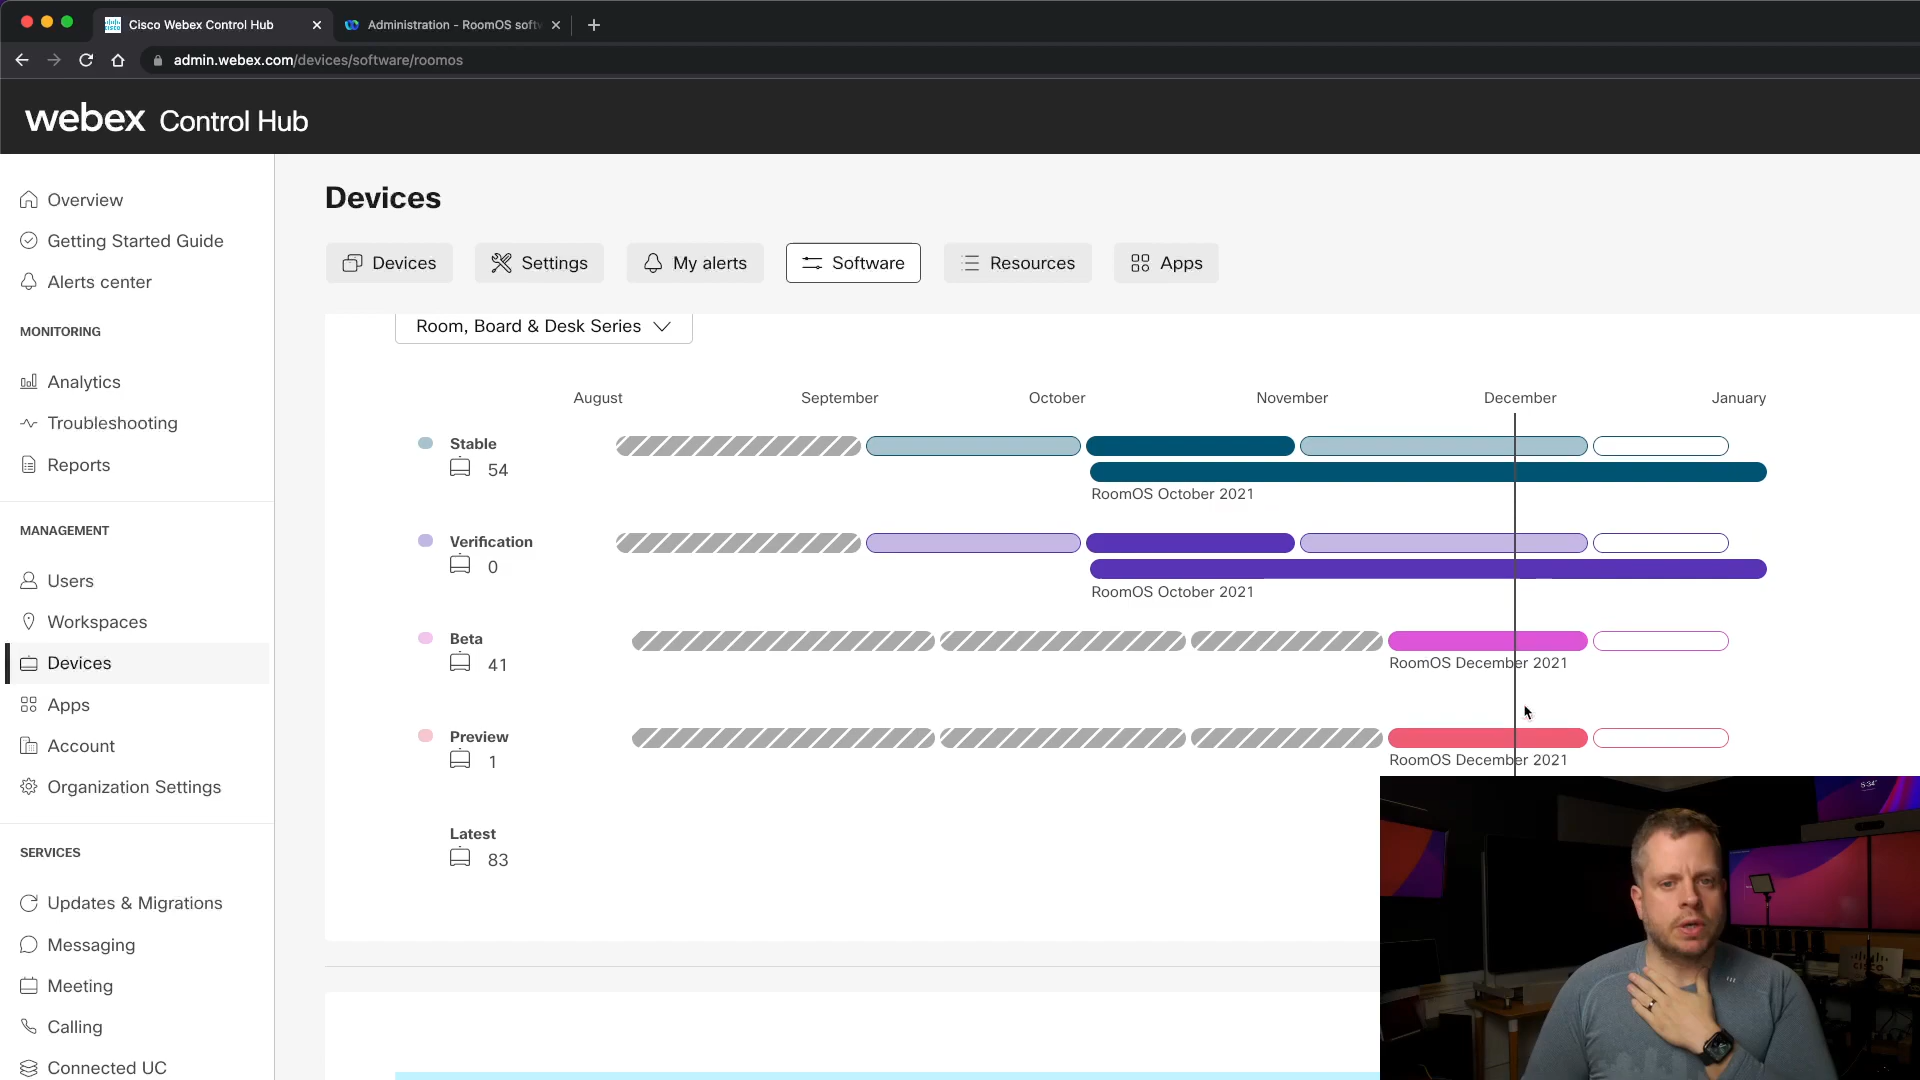 Cisco Webex Control Hub
Administration - RoomOS softw
admin.webex.com/devices/software/roomos
webex Control Hub
Overview
Getting Started Guide
Alerts center
MONITORING
Analytics
Troubleshooting
Reports
MANAGEMENT
Users
Workspaces
Devices
Apps
Account
Organization Settings
SERVICES
Updates & Migrations
Messaging
Meeting
Calling
Connected UC
Devices
Devices
Settings
My alerts
Software
Resources
Apps
Room, Board & Desk Series
August
September
October
November
December
January
Stable
54
RoomOS October 2021
Verification
0
RoomOS October 2021
Beta
41
RoomOS December 2021
Preview
1
RoomOS December 2021
Latest
83
5:34
CISCO